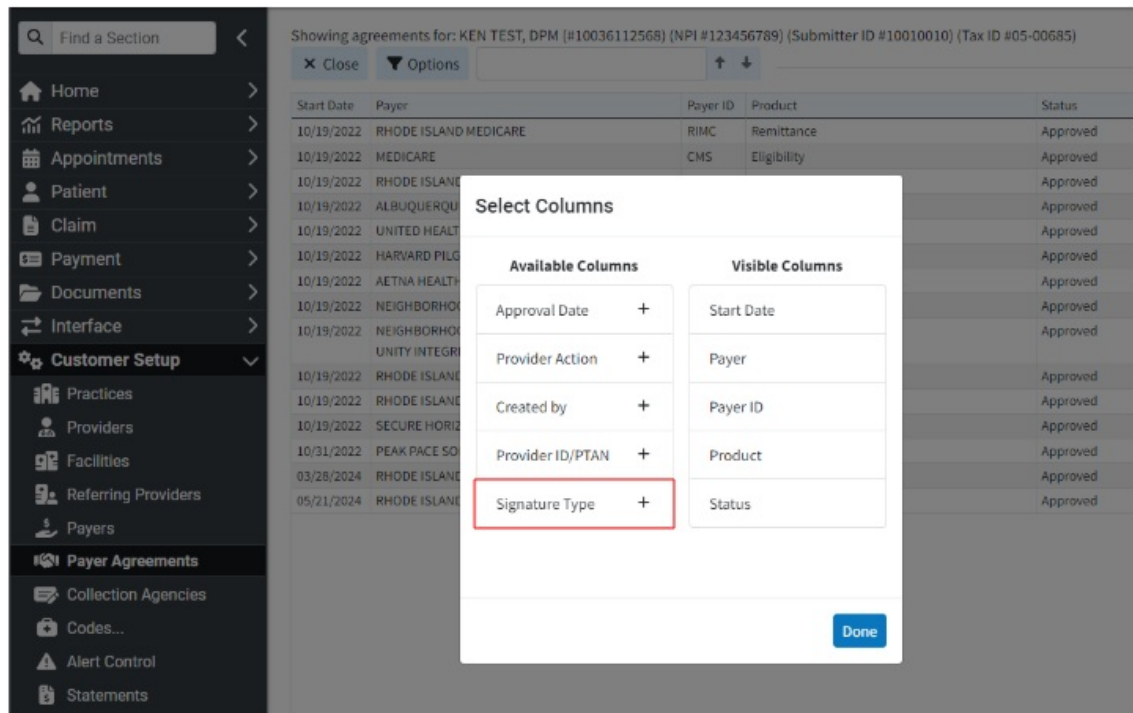 Find a Section
Home
Reports
Appointments
Patient
Claim
Payment
Documents
Interface
Customer Setup
Practices
Providers
Facilities
Referring Providers
Payers
Payer Agreements
Collection Agencies
Codes...
Alert Control
Statements
Showing agreements for: KEN TEST, DPM (#10036112568) (NPI #123456789) (Submitter ID #10010010) (Tax ID #05-00685)
Close Options
Start Date Payer Payer ID Product Status
10/19/2022 RHODE ISLAND MEDICARE RIMC Remittance Approved
10/19/2022 MEDICARE CMS Eligibility Approved
10/19/2022 RHODE ISLAND Approved
10/19/2022 ALBUQUERQU Approved
10/19/2022 UNITED HEALT Approved
10/19/2022 HARVARD PILG Approved
10/19/2022 AETNA HEALTH Approved
10/19/2022 NEIGHBORHOO Approved
10/19/2022 NEIGHBORHOO Approved
UNITY INTEGRI
10/19/2022 RHODE ISLAND Approved
10/19/2022 RHODE ISLAND Approved
10/19/2022 SECURE HORIZ Approved
10/31/2022 PEAK PACE SO Approved
03/28/2024 RHODE ISLAND Approved
05/21/2024 RHODE ISLAND Approved
Select Columns
Available Columns Visible Columns
Approval Date + Start Date
Provider Action + Payer
Created by + Payer ID
Provider ID/PTAN + Product
Signature Type + Status
Done